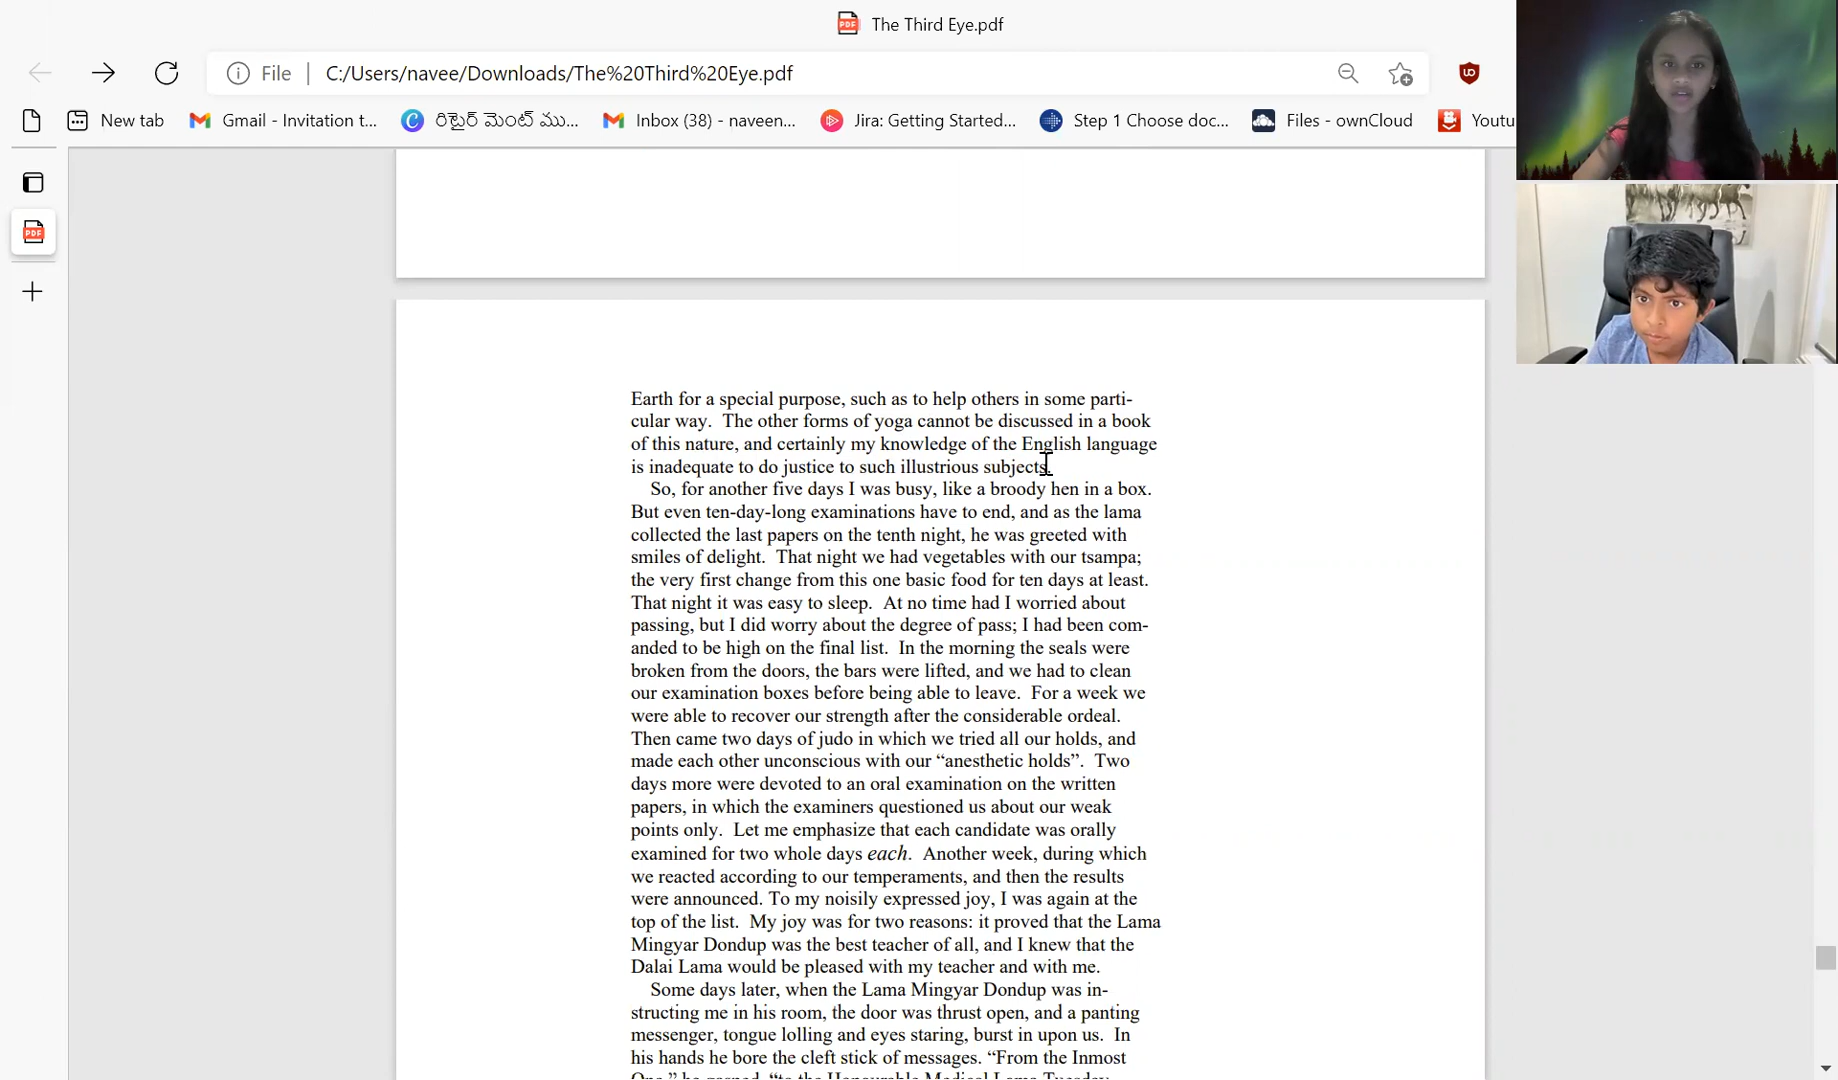 The Third Eye.pdf
File C:/Users/navee/Downloads/The%20Third%20Eye.pdf
New tab Gmail - Invitation t... రిటైర్ మెంట్ ము... Inbox (38) - naveen... Jira: Getting Started... Step 1 Choose doc... Files - ownCloud Youtu
Earth for a special purpose, such as to help others in some parti-
cular way. The other forms of yoga cannot be discussed in a book
of this nature, and certainly my knowledge of the English language
is inadequate to do justice to such illustrious subjects.
So, for another five days I was busy, like a broody hen in a box.
But even ten-day-long examinations have to end, and as the lama
collected the last papers on the tenth night, he was greeted with
smiles of delight. That night we had vegetables with our tsampa;
the very first change from this one basic food for ten days at least.
That night it was easy to sleep. At no time had I worried about
passing, but I did worry about the degree of pass; I had been com-
anded to be high on the final list. In the morning the seals were
broken from the doors, the bars were lifted, and we had to clean
our examination boxes before being able to leave. For a week we
were able to recover our strength after the considerable ordeal.
Then came two days of judo in which we tried all our holds, and
made each other unconscious with our “anesthetic holds”. Two
days more were devoted to an oral examination on the written
papers, in which the examiners questioned us about our weak
points only. Let me emphasize that each candidate was orally
examined for two whole days each. Another week, during which
we reacted according to our temperaments, and then the results
were announced. To my noisily expressed joy, I was again at the
top of the list. My joy was for two reasons: it proved that the Lama
Mingyar Dondup was the best teacher of all, and I knew that the
Dalai Lama would be pleased with my teacher and with me.
Some days later, when the Lama Mingyar Dondup was in-
structing me in his room, the door was thrust open, and a panting
messenger, tongue lolling and eyes staring, burst in upon us. In
his hands he bore the cleft stick of messages. “From the Inmost
One,” he gasped, “to the Honourable Medical Lama Tuesday